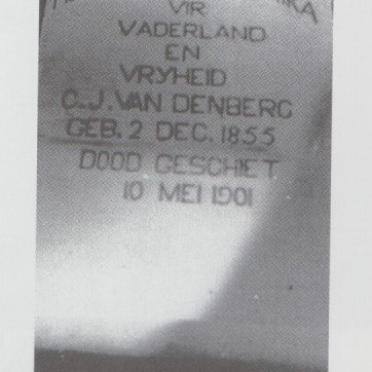 VIR
VADERLAND
EN
VRYHEID
C.J. VAN DENBERG
GEB. 2 DEC. 1855
DOOD GESCHIET
10 MEI 1901